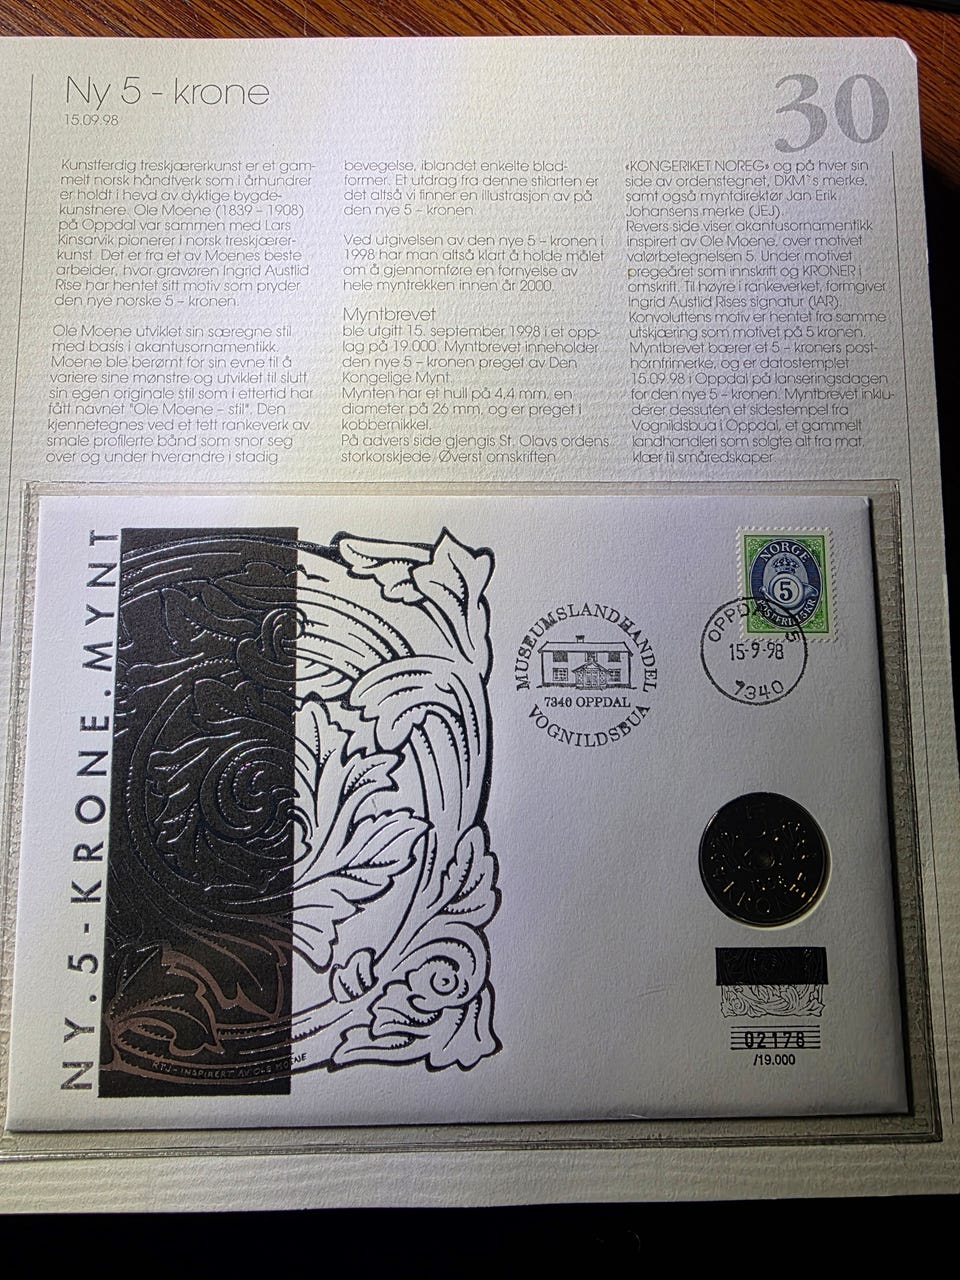 Ny 5 - krone
15.09.98
30
Kunstferdig treskjærerkunst er et gam-
melt norsk håndtverk som i århundrer
er holdt i hevd av dyktige bygde-
kunstnere. Ole Moene (1839 - 1908)
på Oppdal var sammen med Lars
Kinsarvik pionerer i norsk treskjærer-
kunst. Det er fra et av Moenes beste
arbeider, hvor gravøren Ingrid Austlid
Rise har hentet sitt motiv som pryder
den nye norske 5 - kronen.
Ole Moene utviklet sin særegne stil
med basis i akantusornamentikk.
Moene ble berømt for sin evne til å
variere sine mønstre og utviklet til slutt
sin egen originale stil som i ettertid har
fått navnet "Ole Moene - stil". Den
kjennetegnes ved et tett rankeverk av
smale profilerte bånd som snor seg
over og under hverandre i stadig
bevegelse, iblandet enkelte blad-
former. Et utdrag fra denne stilarten er
det altså vi finner en illustrasjon av på
den nye 5 - kronen.
Ved utgivelsen av den nye 5 - kronen i
1998 har man altså klart å holde målet
om å gjennomføre en fornyelse av
hele myntrekken innen år 2000.
Myntbrevet
ble utgitt 15. september 1998 i et opp-
lag på 19.000. Myntbrevet inneholder
den nye 5 - kronen preget av Den
Kongelige Mynt.
Mynten har et hull på 4,4 mm, en
diameter på 26 mm, og er preget i
kobbernikkel.
På advers side gjengis St. Olavs ordens
storkorskjede. Øverst omskriften
«KONGERIKET NOREG» og på hver sin
side av ordenstegnet, DKM`s merke,
samt også myntdirektør Jan Erik
Johansens merke (JEJ).
Revers side viser akantusornamentikk
inspirert av Ole Moene, over motivet
valørbetegnelsen 5. Under motivet
pregeåret som innskrift og KRONER i
omskrift. Til høyre i rankeverket, formgiver
Ingrid Austlid Rises signatur (IAR).
Konvoluttens motiv er hentet fra samme
utskjæring som motivet på 5 kronen.
Myntbrevet bærer et 5 - kroners post-
hornfrimerke, og er datostemplet
15.09.98 i Oppdal på lanseringsdagen
for den nye 5 - kronen. Myntbrevet inklu-
derer dessuten et sidestempel fra
Vognildsbua i Oppdal, et gammelt
landhandleri som solgte alt fra mat,
klær til småredskaper.
NY.5-KRONE.MYNT
RTJ - INSPIRERT AV OLE MOENE
MUSEUMSLANDHANDEL
7340 OPPDAL
VOGNILDSBUA
NORGE
5
OPPDAL
15-9-98
7340
5
KRONER
02178
/19.000